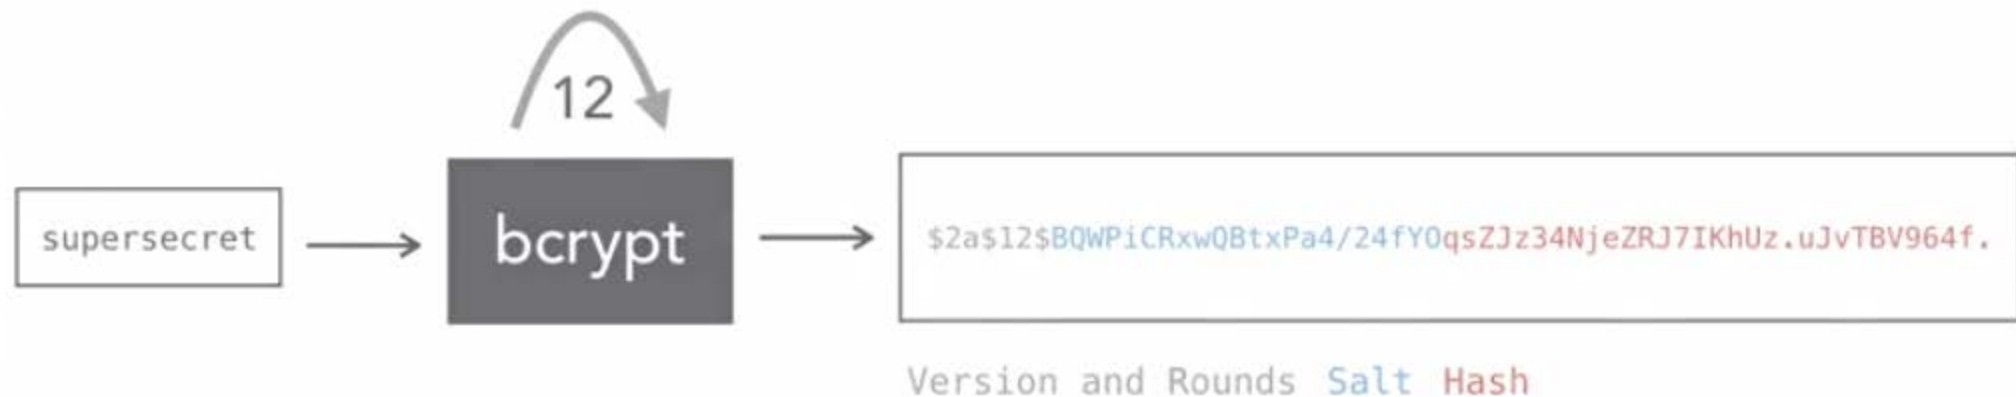 12
supersecret
bcrypt
$2a$12$BQWPiCRxwQBtxPa4/24fYOqsZJz34NjeZRJ7IKhUz.uJvTBV964f.
Version and Rounds Salt Hash